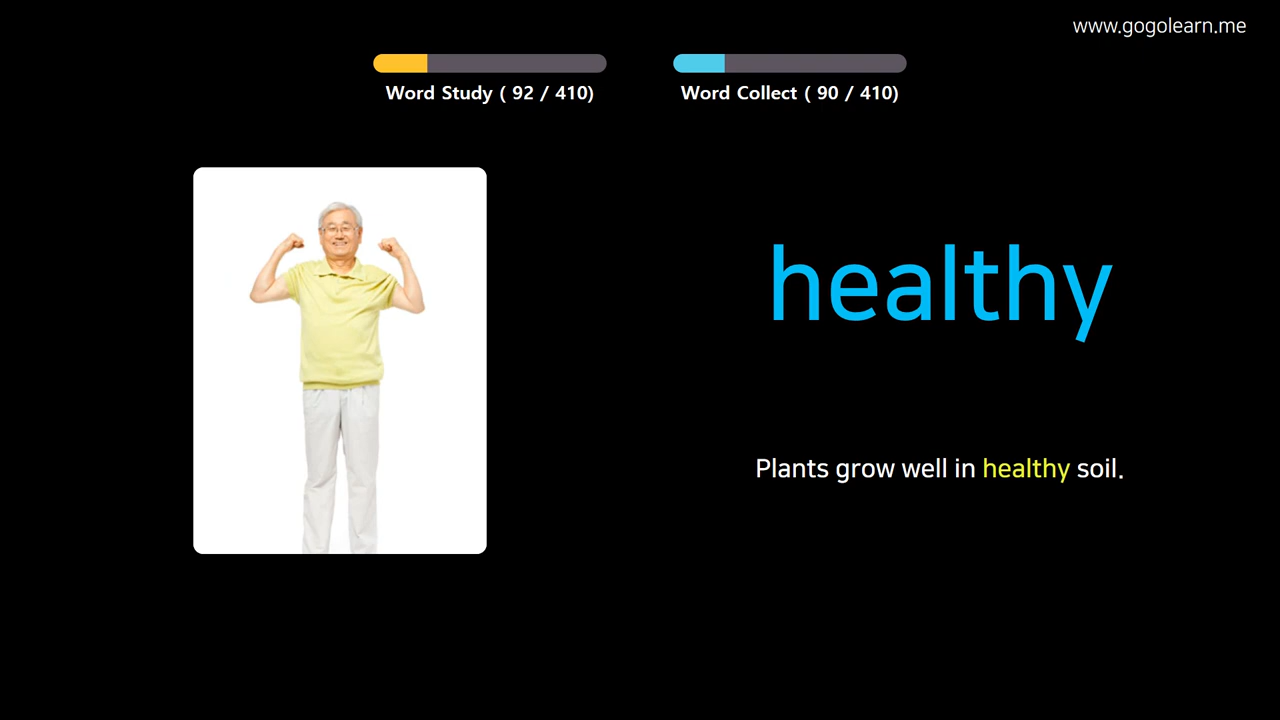 www.gogolearn.me
Word Study ( 92 / 410)
Word Collect ( 90 / 410)
healthy
Plants grow well in healthy soil.